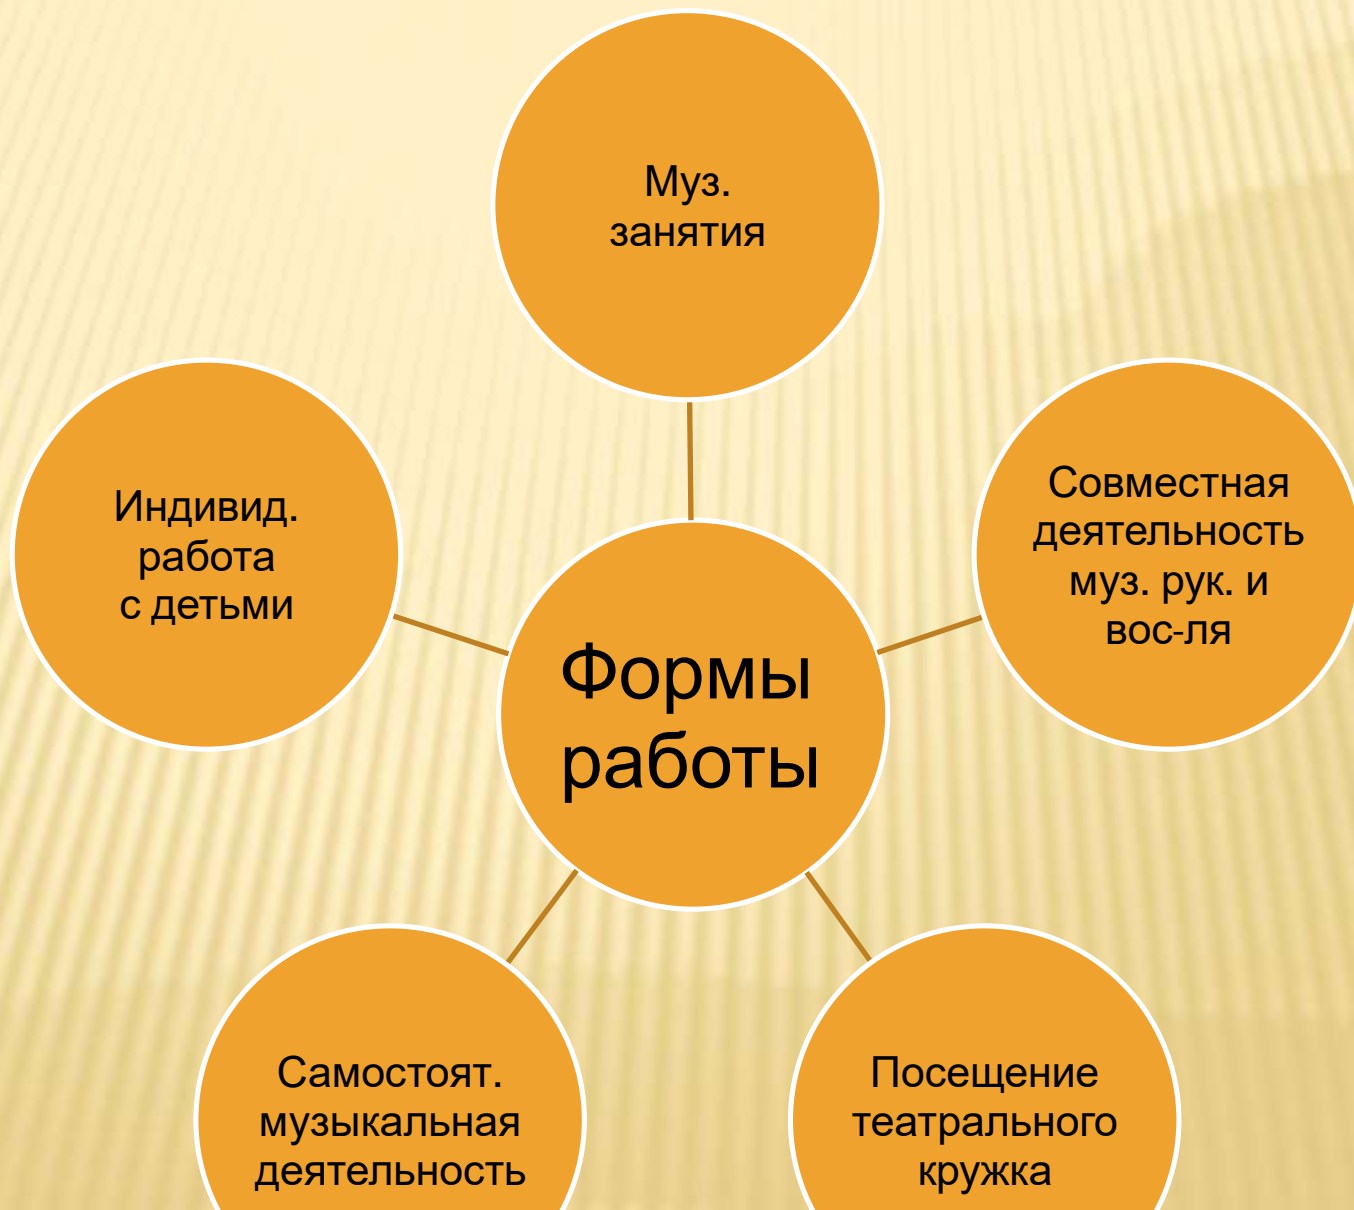 Муз.
занятия
Индивид.
работа
с детьми
Совместная
деятельность
муз. рук. и
вос-ля
Формы
работы
Самостоят.
музыкальная
деятельность
Посещение
театрального
кружка